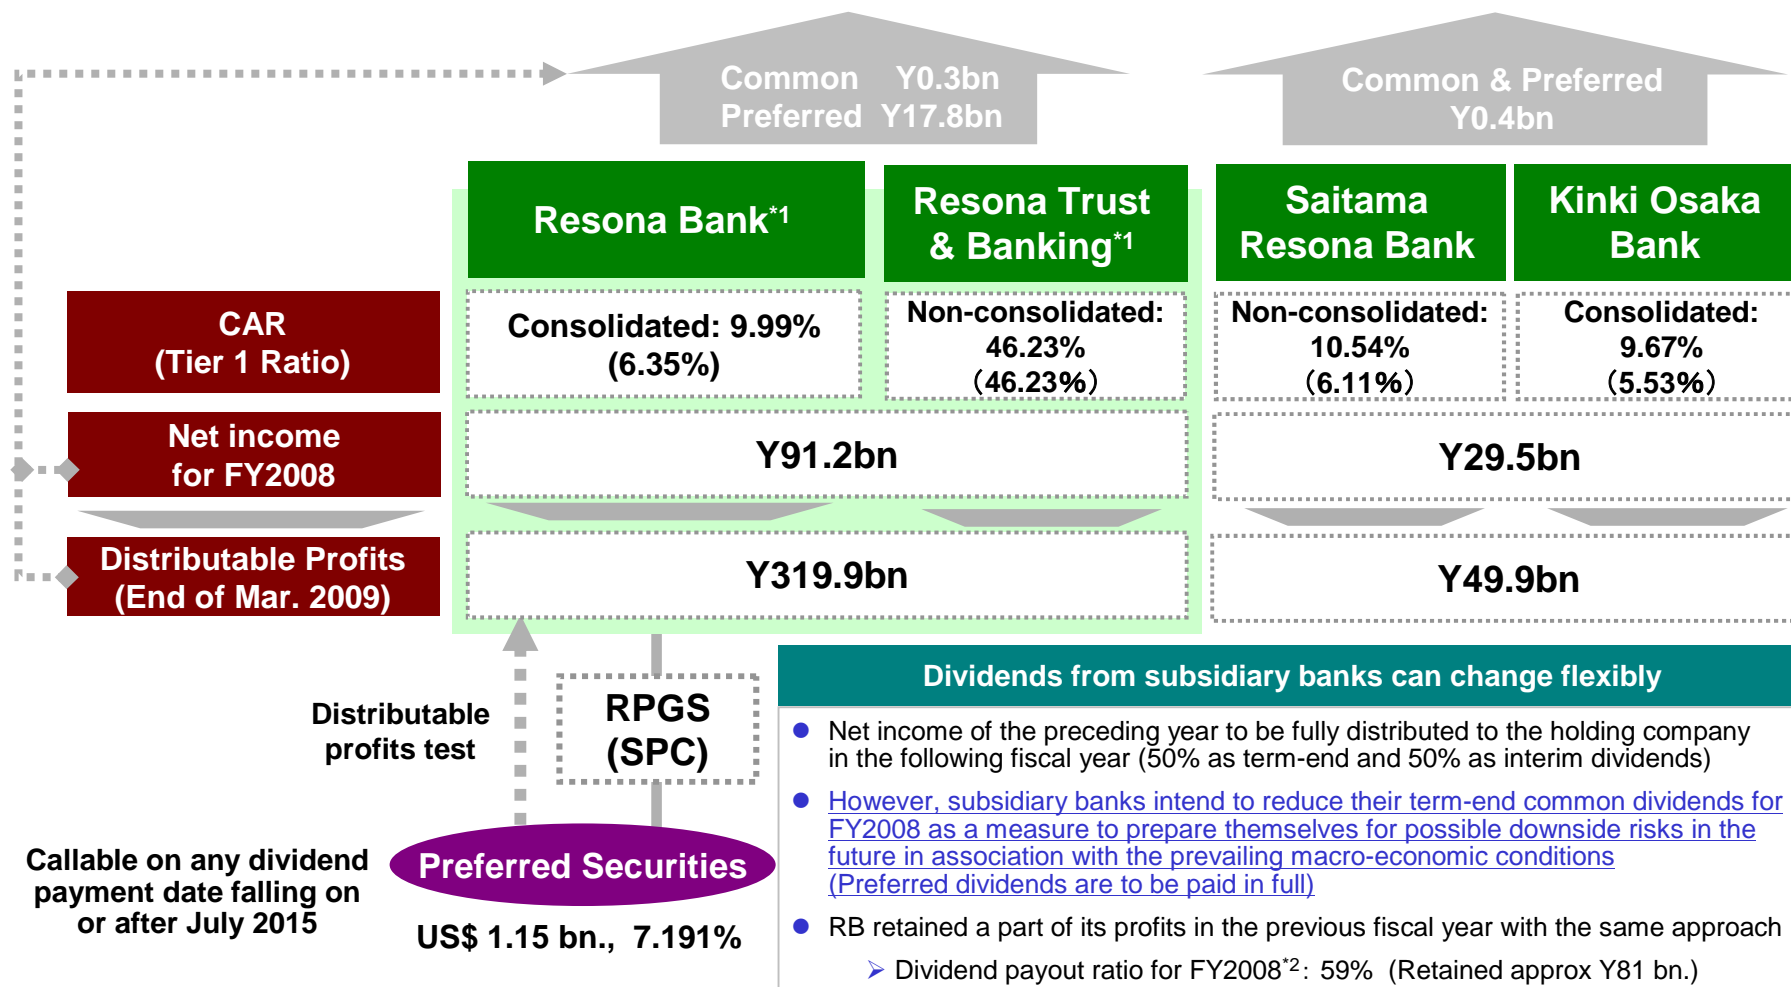 Common Y0.3bn
Preferred Y17.8bn
Common & Preferred
Y0.4bn
Resona Bank*1
Resona Trust
& Banking*1
Saitama
Resona Bank
Kinki Osaka
Bank
CAR
(Tier 1 Ratio)
Consolidated: 9.99%
(6.35%)
Non-consolidated:
46.23%
（46.23%）
Non-consolidated:
10.54%
（6.11%）
Consolidated:
9.67%
（5.53%）
Net income
for FY2008
Y91.2bn
Y29.5bn
Distributable Profits
(End of Mar. 2009)
Y319.9bn
Y49.9bn
Distributable
profits test
RPGS
(SPC)
Callable on any dividend
payment date falling on
or after July 2015
Preferred Securities
US$ 1.15 bn., 7.191%
Dividends from subsidiary banks can change flexibly
● Net income of the preceding year to be fully distributed to the holding company
in the following fiscal year (50% as term-end and 50% as interim dividends)
● However, subsidiary banks intend to reduce their term-end common dividends for
FY2008 as a measure to prepare themselves for possible downside risks in the
future in association with the prevailing macro-economic conditions
(Preferred dividends are to be paid in full)
● RB retained a part of its profits in the previous fiscal year with the same approach
➢ Dividend payout ratio for FY2008*2: 59% (Retained approx Y81 bn.)